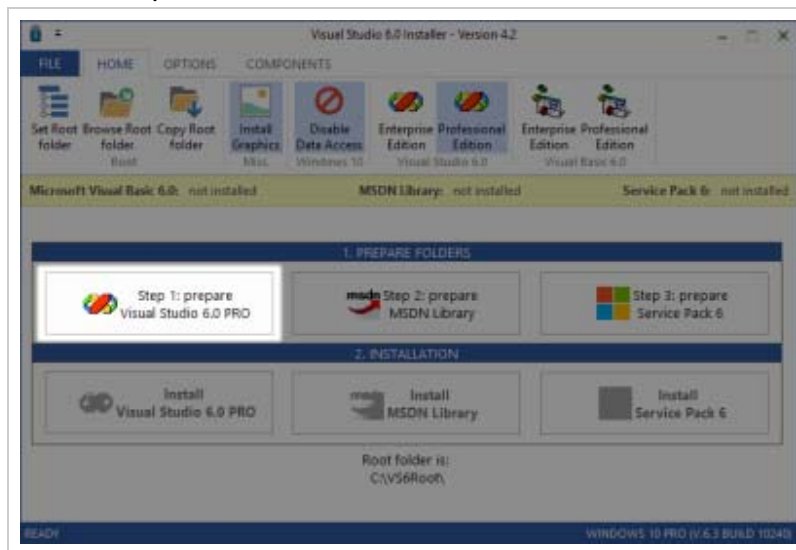 Visual Studio 6.0 Installer - Version 4.2
FILE HOME OPTIONS COMPONENTS
Set Root folder
Browse Root folder
Copy Root folder
Install Graphics
Disable Data Access
Enterprise Edition
Professional Edition
Enterprise Edition
Professional Edition
Root Misc. Windows 10 Visual Studio 6.0 Visual Basic 6.0
Microsoft Visual Basic 6.0: not installed MSDN Library: not installed Service Pack 6: not installed
1. PREPARE FOLDERS
Step 1: prepare
Visual Studio 6.0 PRO
msdn Step 2: prepare
MSDN Library
Step 3: prepare
Service Pack 6
2. INSTALLATION
Install
Visual Studio 6.0 PRO
msdn Install
MSDN Library
Install
Service Pack 6
Root folder is:
C:\VS6Root\
READY WINDOWS 10 PRO (V.6.3 BUILD 10240)